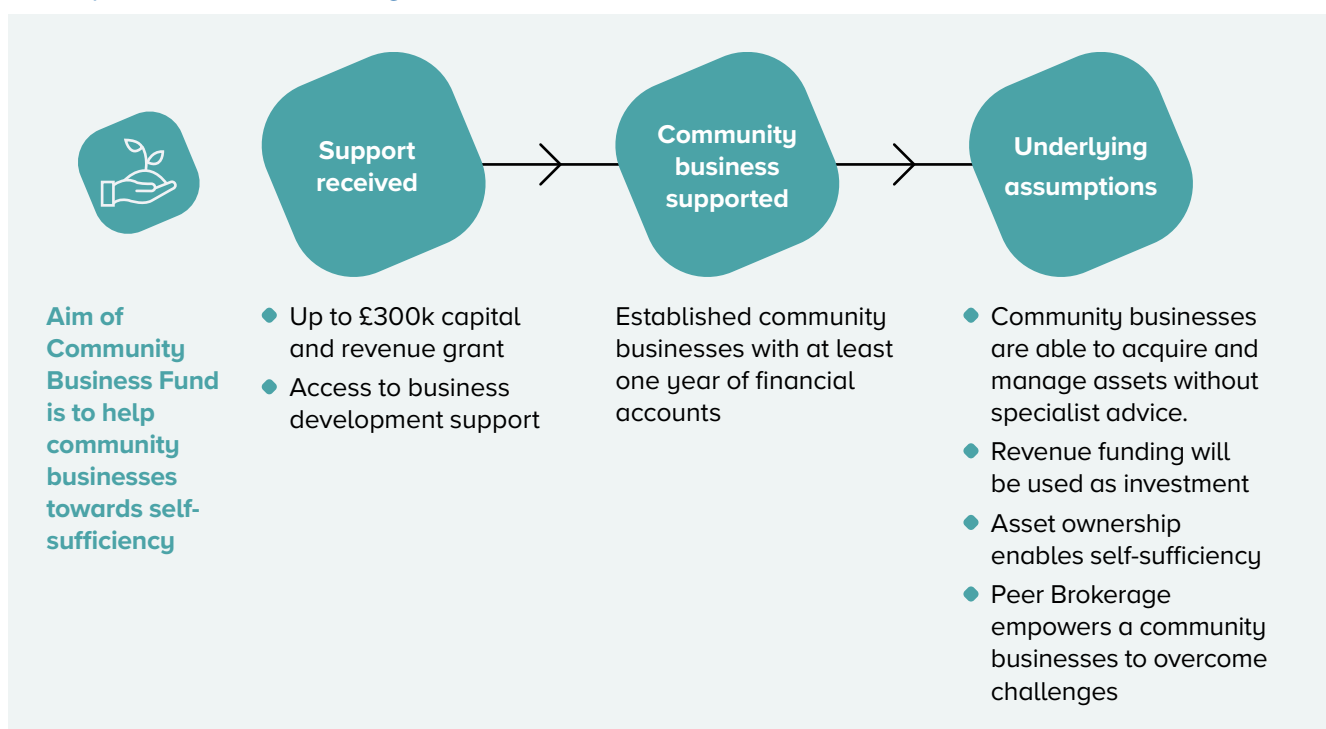 Support
received
Community
business
supported
Underlying
assumptions
Aim of
Community
Business Fund
is to help
community
businesses
towards self-
sufficiency
Up to £300k capital
and revenue grant
Access to business
development support
Established community
businesses with at least
one year of financial
accounts
Community businesses
are able to acquire and
manage assets without
specialist advice.
Revenue funding will
be used as investment
Asset ownership
enables self-sufficiency
Peer Brokerage
empowers a community
businesses to overcome
challenges